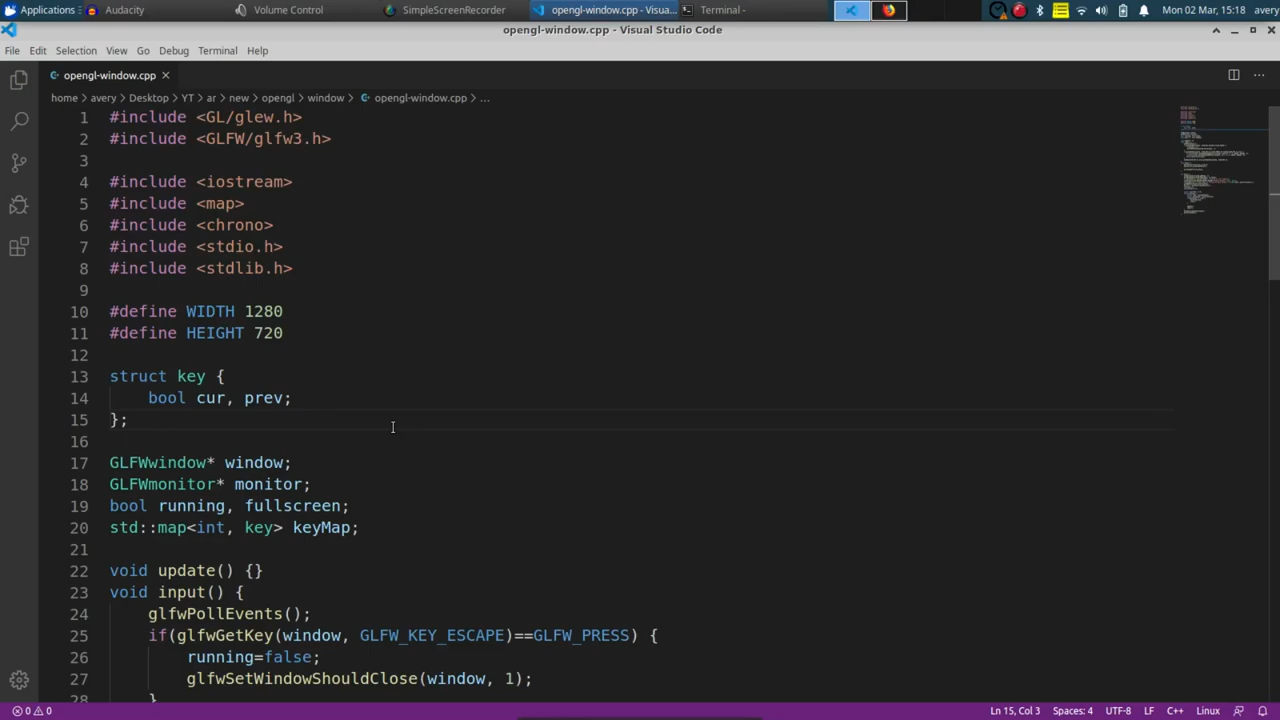 Applications Audacity Volume Control SimpleScreenRecorder opengl-window.cpp - Visua... Terminal - Mon 02 Mar, 15:18 avery
opengl-window.cpp - Visual Studio Code
File Edit Selection View Go Debug Terminal Help
opengl-window.cpp ×
home > avery > Desktop > YT > ar > new > opengl > window > opengl-window.cpp > ...
1 #include <GL/glew.h>
2 #include <GLFW/glfw3.h>
3
4 #include <iostream>
5 #include <map>
6 #include <chrono>
7 #include <stdio.h>
8 #include <stdlib.h>
9
10 #define WIDTH 1280
11 #define HEIGHT 720
12
13 struct key {
14     bool cur, prev;
15 };
16
17 GLFWwindow* window;
18 GLFWmonitor* monitor;
19 bool running, fullscreen;
20 std::map<int, key> keyMap;
21
22 void update() {}
23 void input() {
24     glfwPollEvents();
25     if(glfwGetKey(window, GLFW_KEY_ESCAPE)==GLFW_PRESS) {
26         running=false;
27         glfwSetWindowShouldClose(window, 1);
28     }
0 0 Ln 15, Col 3 Spaces: 4 UTF-8 LF C++ Linux